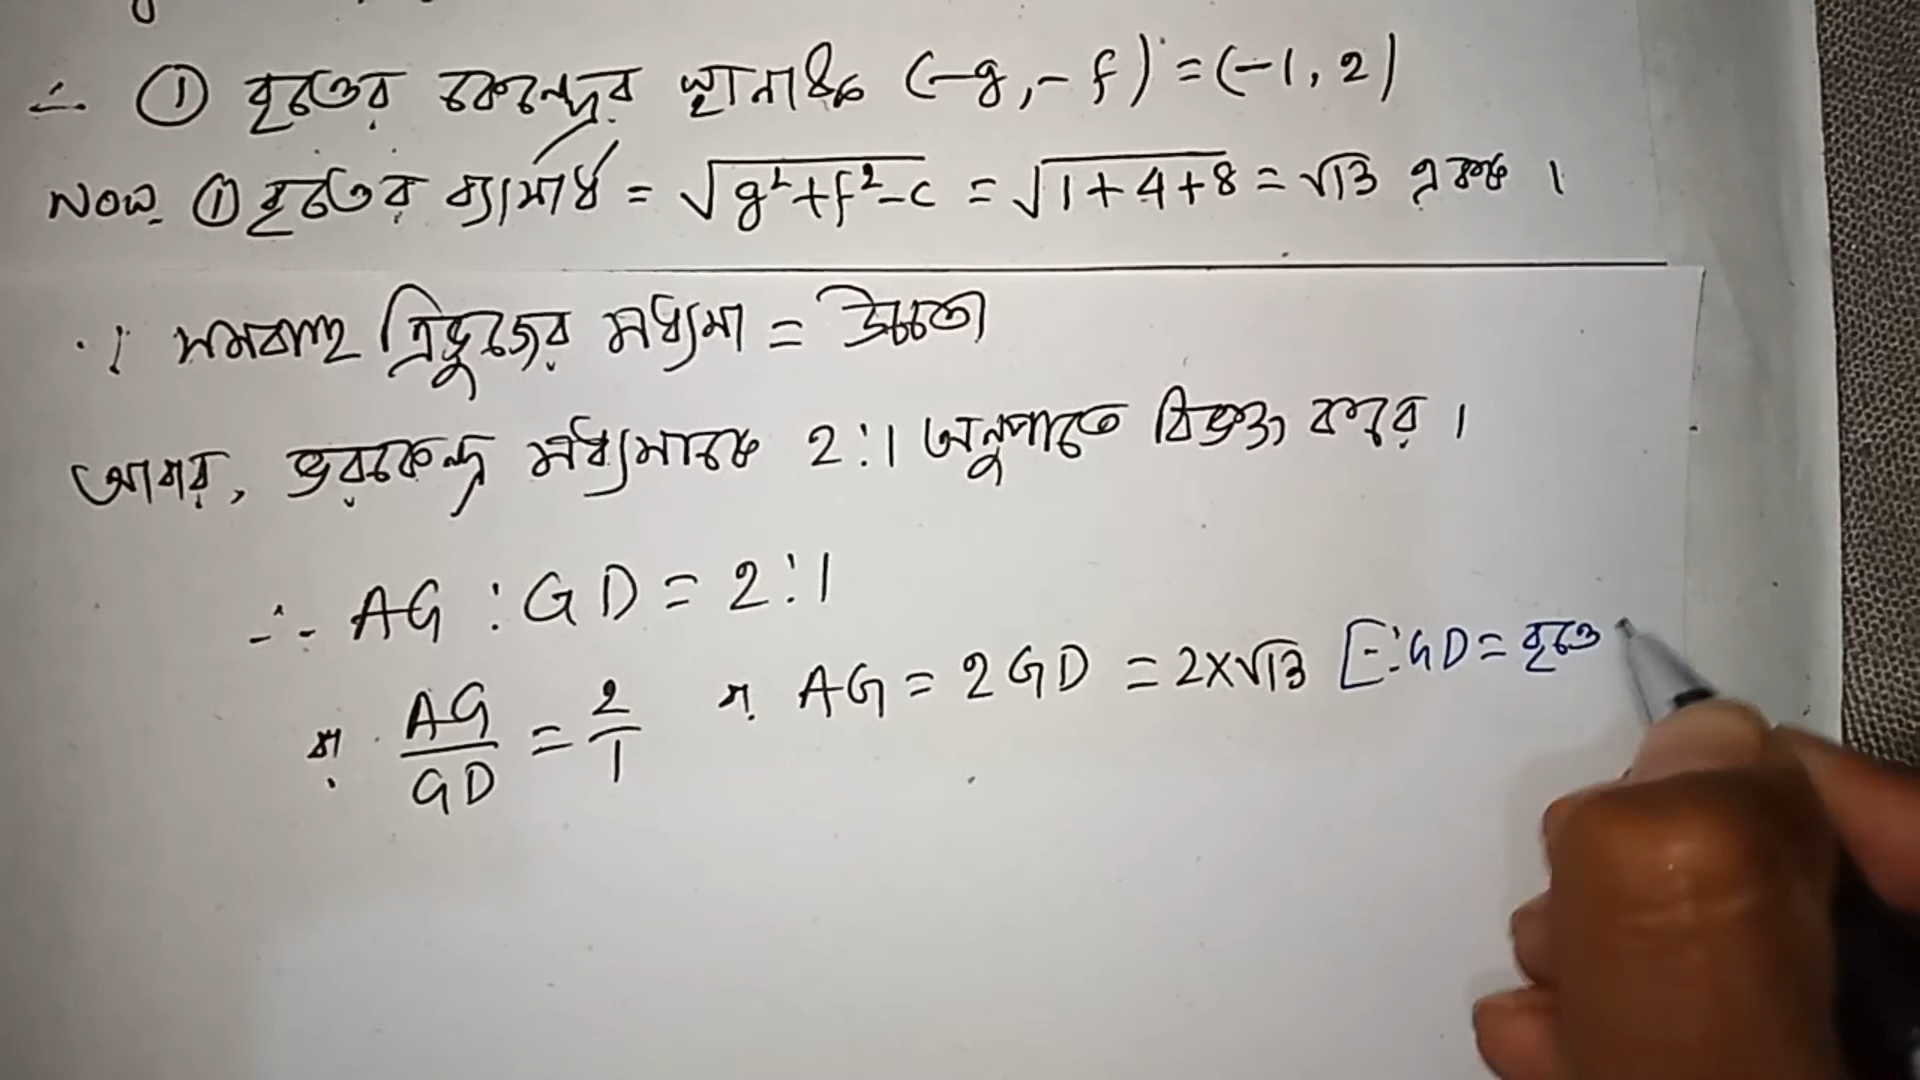 ∴ ① বৃত্তের কেন্দ্রের স্থানাঙ্ক (-g, -f) = (-1, 2)
Now ① বৃত্তের ব্যাসার্ধ = √g²+f²-c = √1+4+8 = √13 একক ।
∵ সমবাহু ত্রিভুজের মধ্যমা = উচ্চতা
আবার, ভরকেন্দ্র মধ্যমাকে 2:1 অনুপাতে বিভক্ত করে ।
∴ AG : GD = 2:1
বা, AG/GD = 2/1 বা, AG = 2GD = 2×√13 [∵ GD = বৃত্তে